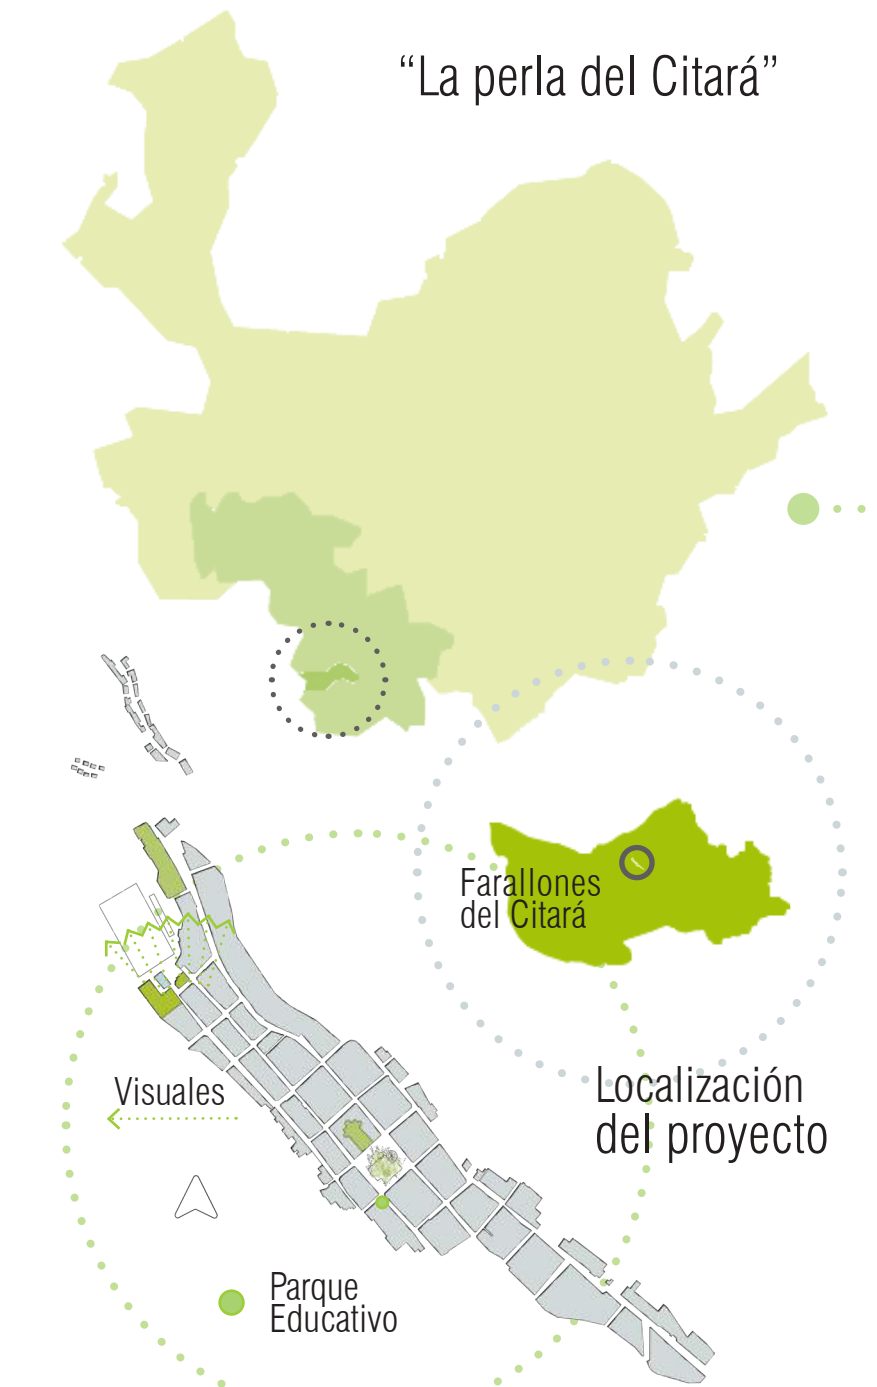 “La perla del Citará”
Farallones
del Citará
Localización
del proyecto
Visuales
Parque
Educativo